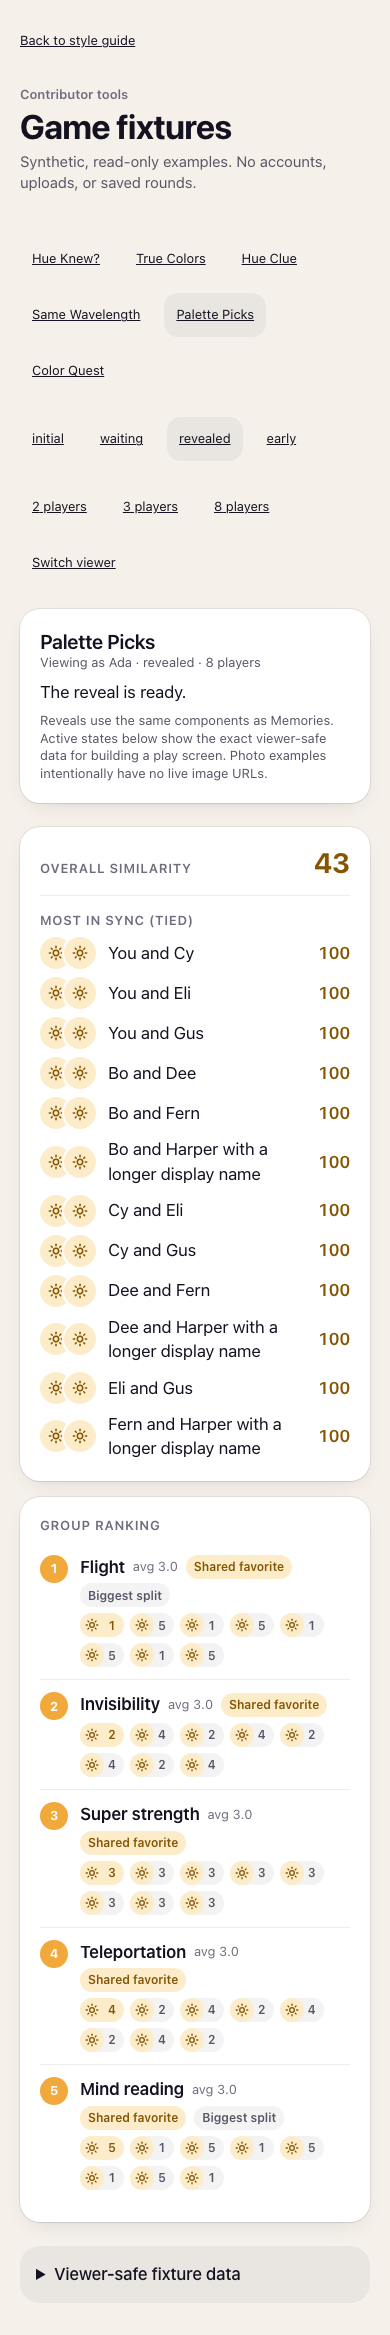 Back to style guide
Contributor tools
Game fixtures
Synthetic, read-only examples. No accounts,
uploads, or saved rounds.
Hue Knew? True Colors Hue Clue
Same Wavelength Palette Picks
Color Quest
initial waiting revealed early
2 players 3 players 8 players
Switch viewer
Palette Picks
Viewing as Ada · revealed · 8 players
The reveal is ready.
Reveals use the same components as Memories.
Active states below show the exact viewer-safe
data for building a play screen. Photo examples
intentionally have no live image URLs.
OVERALL SIMILARITY 43
MOST IN SYNC (TIED)
You and Cy 100
You and Eli 100
You and Gus 100
Bo and Dee 100
Bo and Fern 100
Bo and Harper with a
longer display name 100
Cy and Eli 100
Cy and Gus 100
Dee and Fern 100
Dee and Harper with a
longer display name 100
Eli and Gus 100
Fern and Harper with a
longer display name 100
GROUP RANKING
1 Flight avg 3.0 Shared favorite
Biggest split
1 5 1 5 1
5 1 5
2 Invisibility avg 3.0 Shared favorite
2 4 2 4 2
4 2 4
3 Super strength avg 3.0
Shared favorite
3 3 3 3 3
3 3 3
4 Teleportation avg 3.0
Shared favorite
4 2 4 2 4
2 4 2
5 Mind reading avg 3.0
Shared favorite Biggest split
5 1 5 1 5
1 5 1
Viewer-safe fixture data